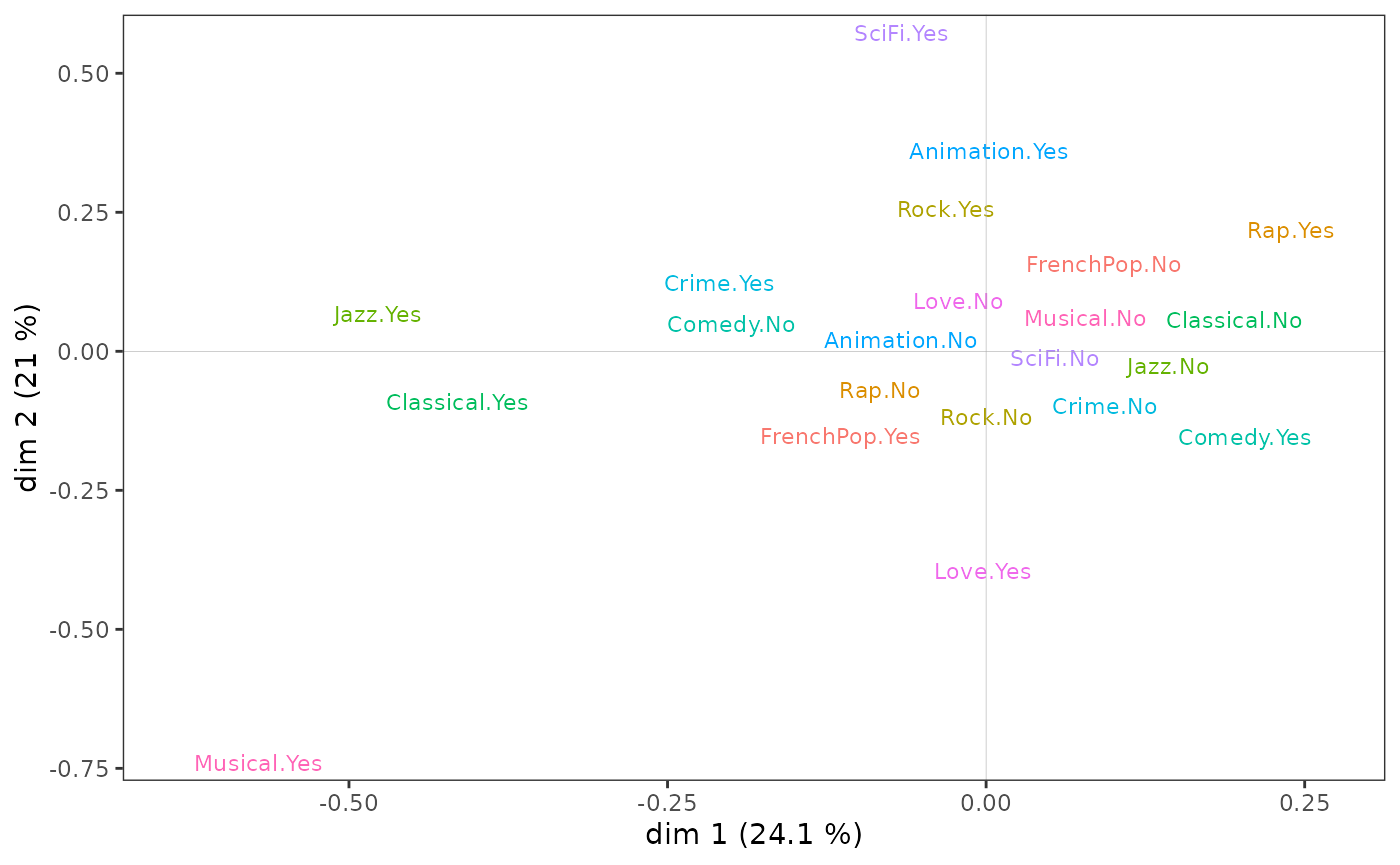 SciFi.Yes
0.50
Animation.Yes
0.25
Rock.Yes
Rap.Yes
FrenchPop.No
Crime.Yes
Love.No
Jazz.Yes
Musical.No
Classical.No
Comedy.No
0.00
Animation.No
SciFi.No
Jazz.No
Rap.No
Classical.Yes
Crime.No
Rock.No
FrenchPop.Yes
Comedy.Yes
-0.25
Love.Yes
-0.50
Musical.Yes
-0.75
dim 2 (21 %)
-0.50 -0.25 0.00 0.25
dim 1 (24.1 %)